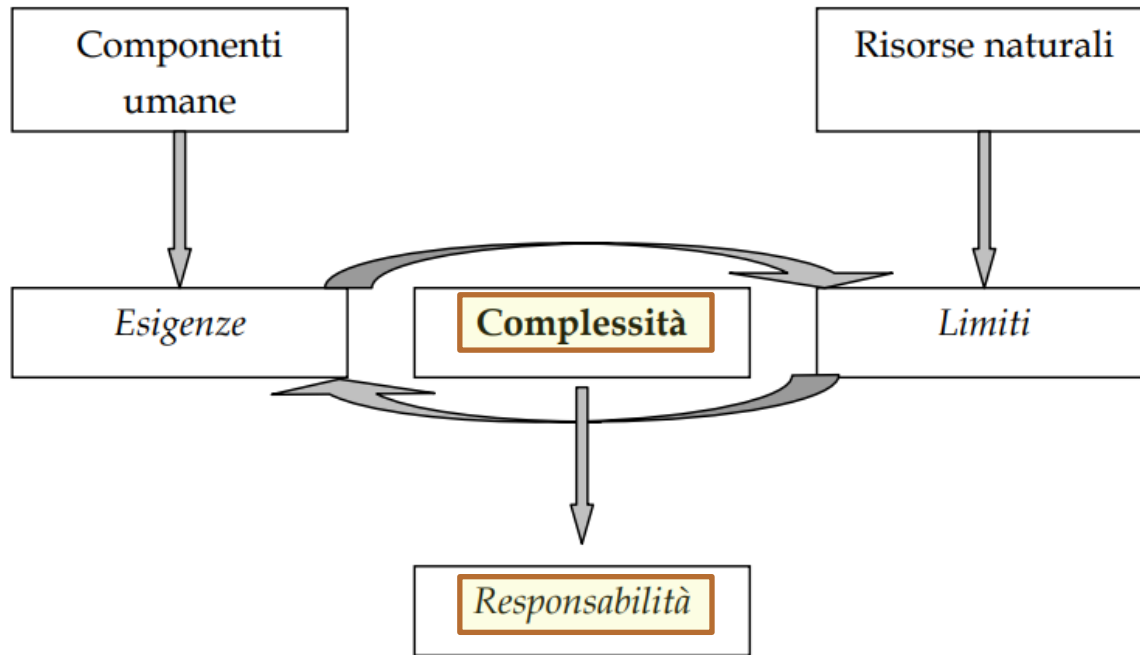 Componenti
umane
Risorse naturali
Esigenze
Complessità
Limiti
Responsabilità